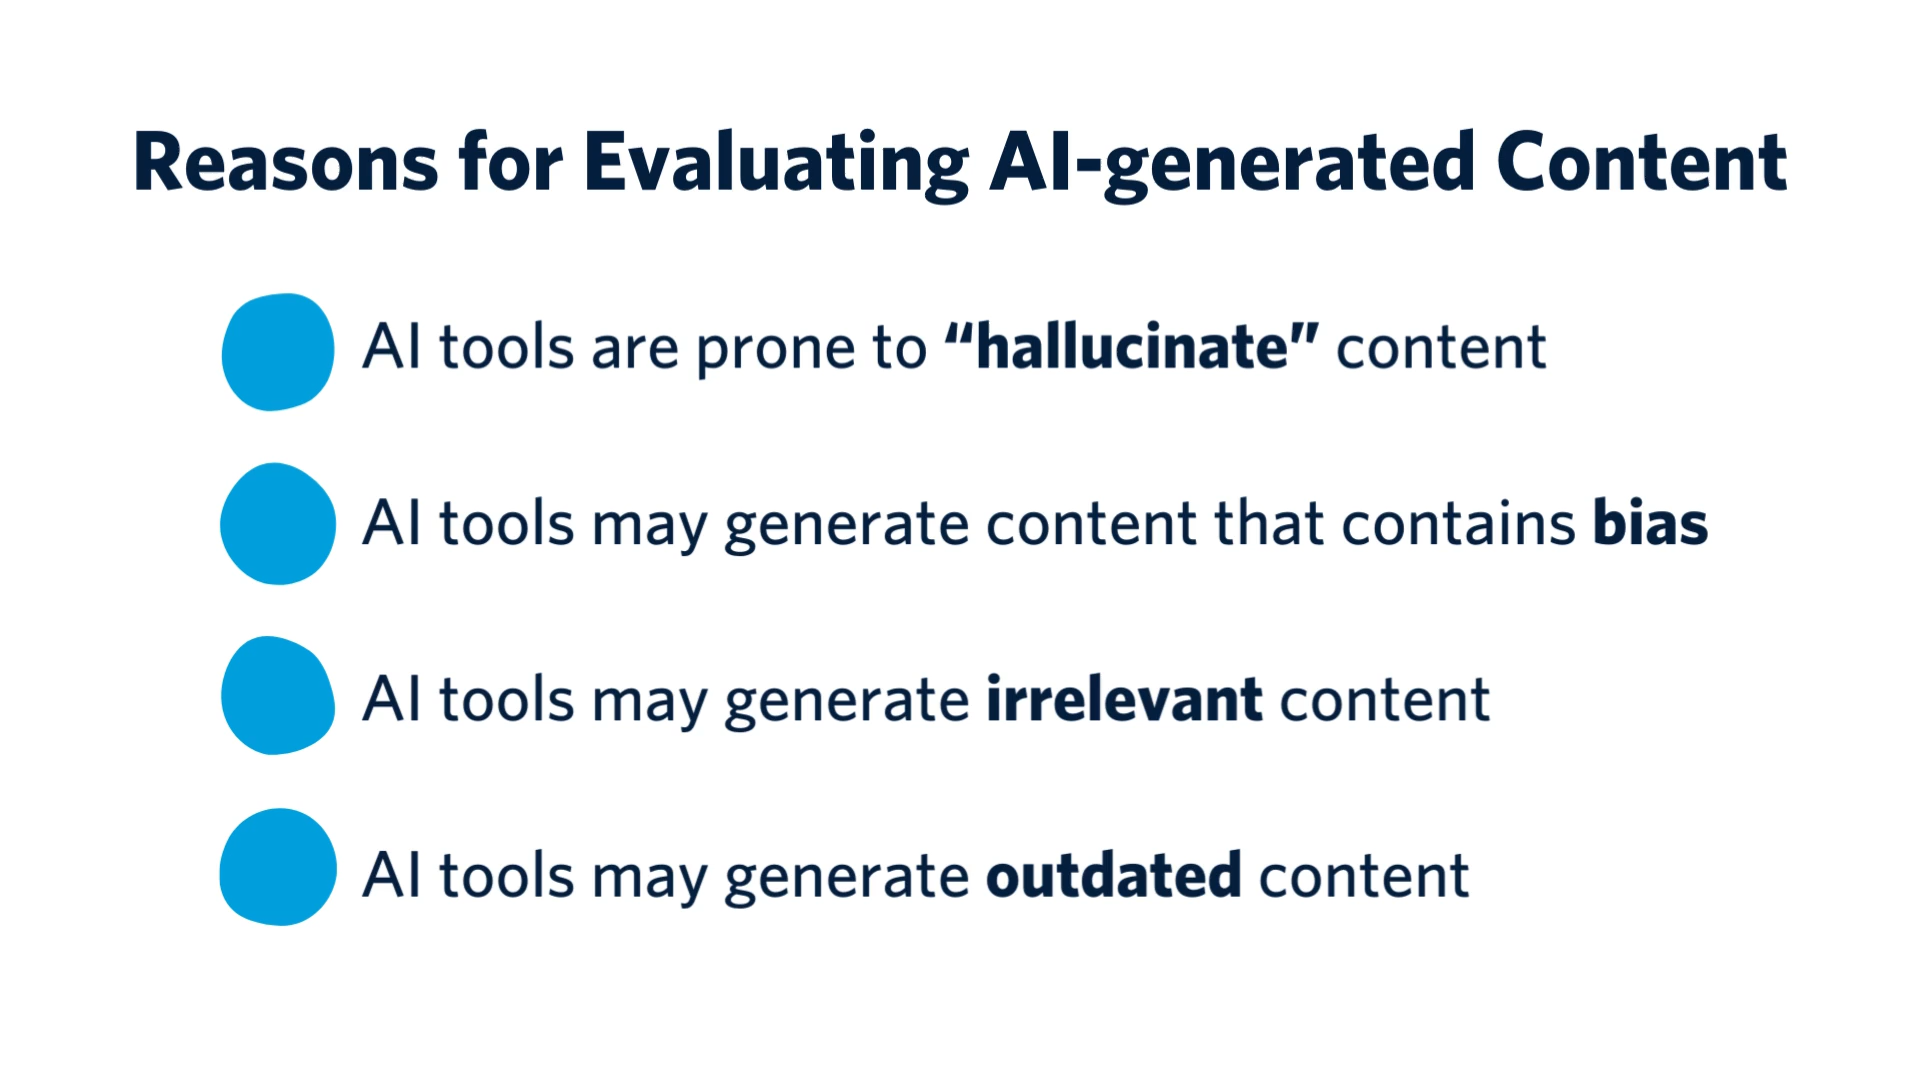 Reasons for Evaluating AI-generated Content
AI tools are prone to “hallucinate” content
AI tools may generate content that contains bias
AI tools may generate irrelevant content
AI tools may generate outdated content